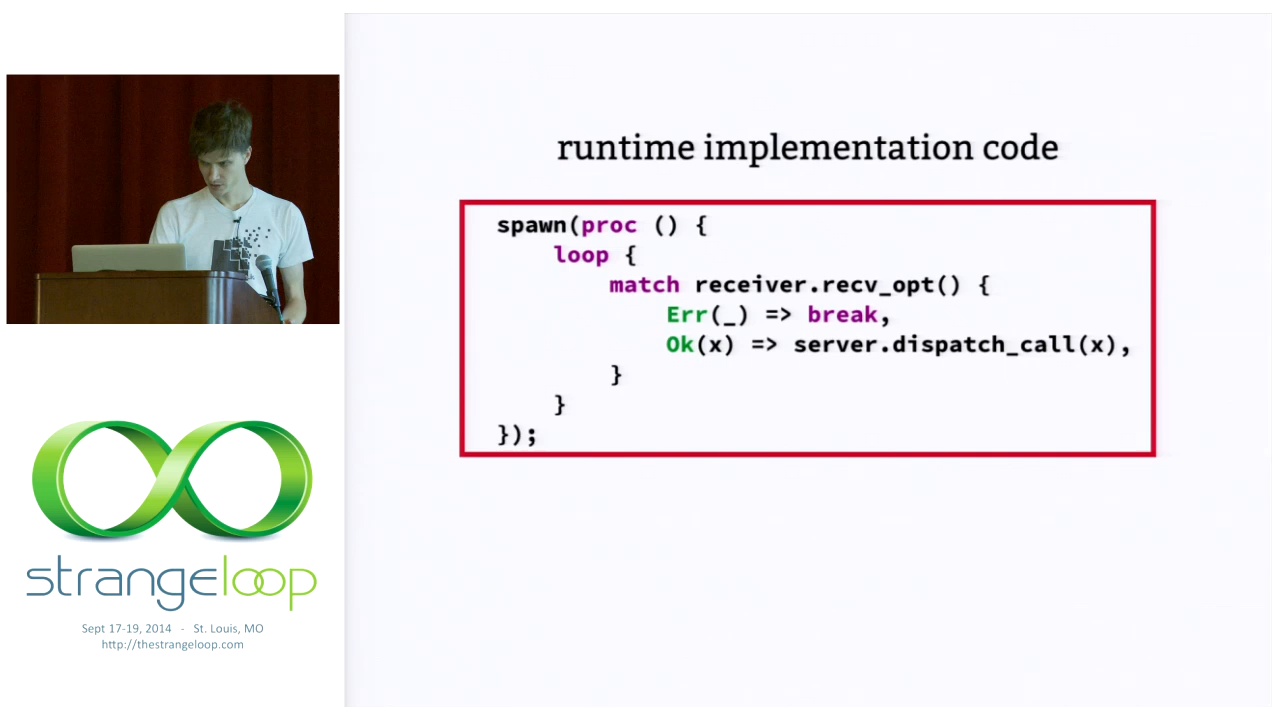 runtime implementation code
spawn(proc () {
    loop {
        match receiver.recv_opt() {
            Err(_) => break,
            Ok(x) => server.dispatch_call(x),
        }
    }
});
strangeloop
Sept 17-19, 2014 - St. Louis, MO
http://thestrangeloop.com